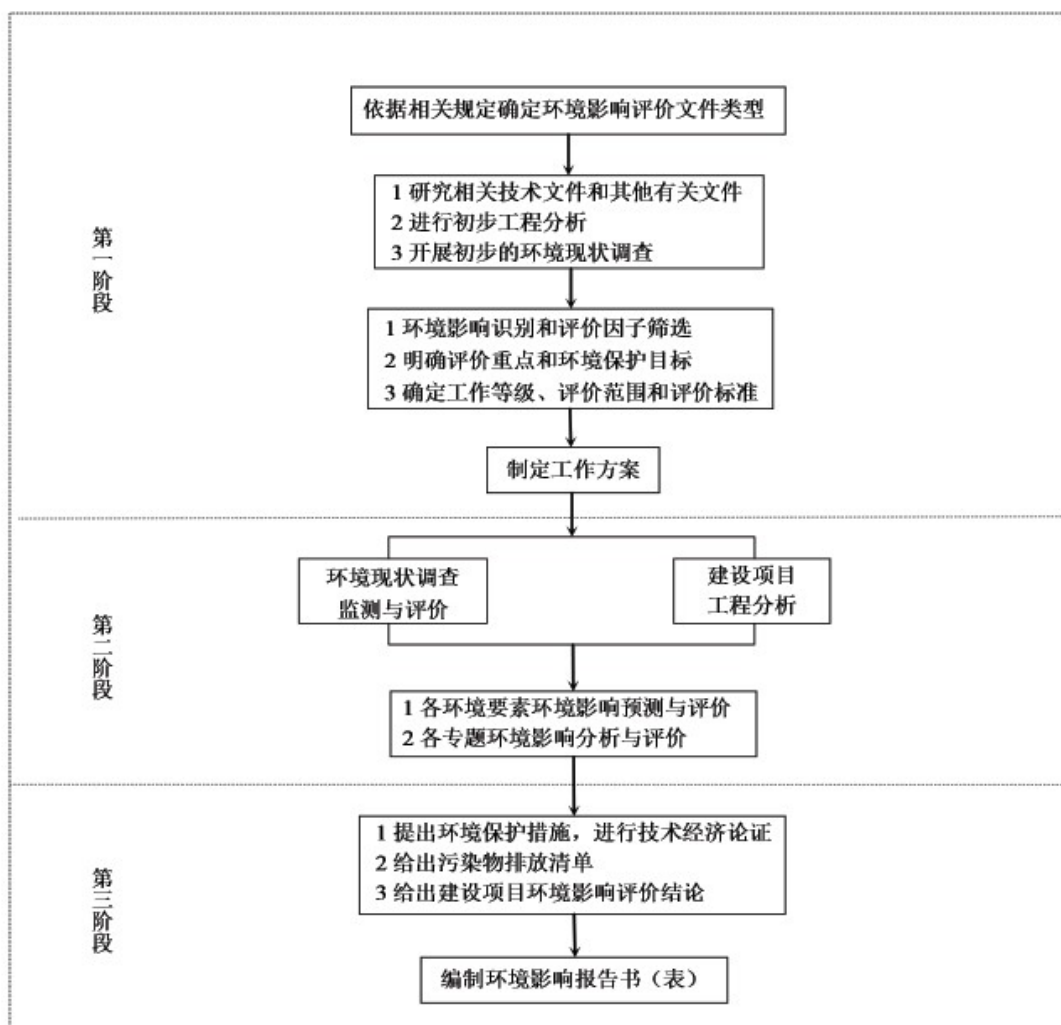 依据相关规定确定环境影响评价文件类型
1 研究相关技术文件和其他有关文件
2 进行初步工程分析
3 开展初步的环境现状调查
第一阶段
1 环境影响识别和评价因子筛选
2 明确评价重点和环境保护目标
3 确定工作等级、评价范围和评价标准
制定工作方案
环境现状调查
监测与评价
建设项目
工程分析
第二阶段
1 各环境要素环境影响预测与评价
2 各专题环境影响分析与评价
1 提出环境保护措施，进行技术经济论证
2 给出污染物排放清单
3 给出建设项目环境影响评价结论
第三阶段
编制环境影响报告书（表）